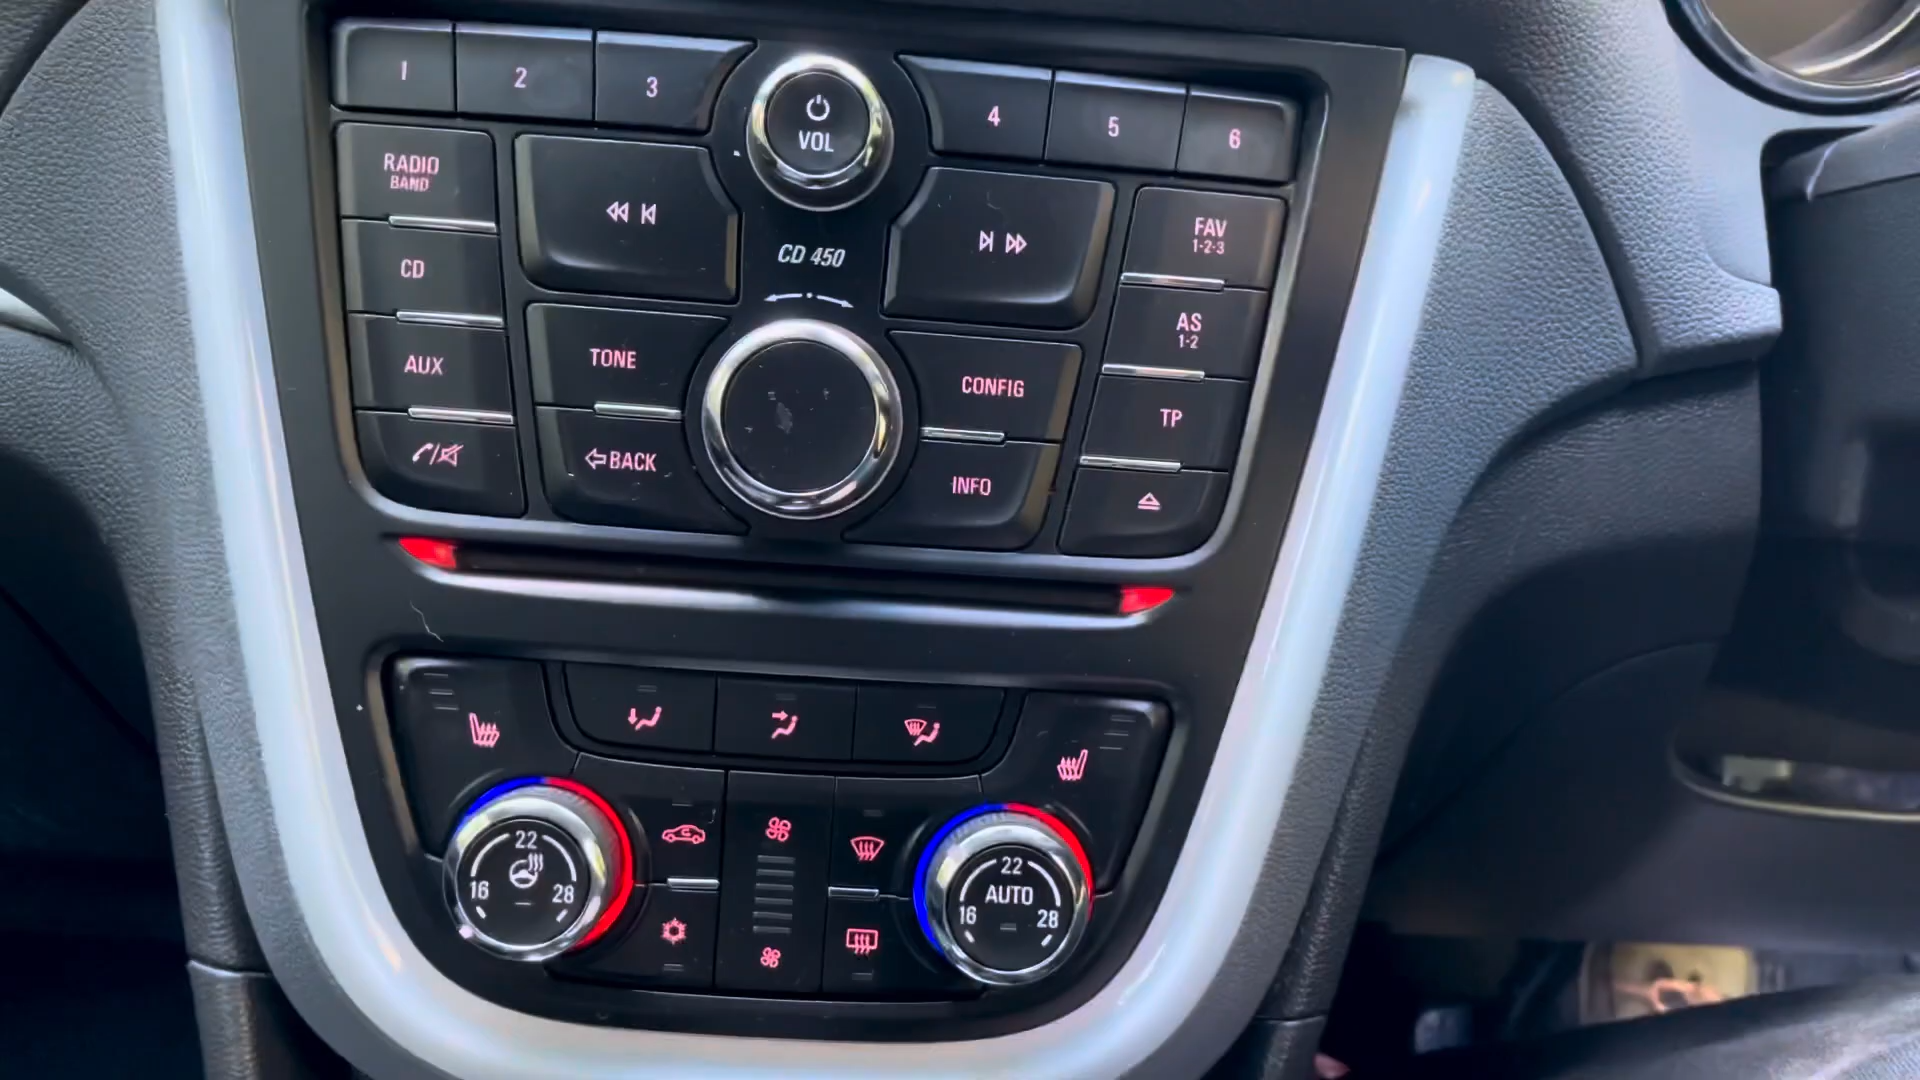 1
2
3
VOL
4
5
6
RADIO
BAND
CD 450
FAV
1-2-3
CD
AS
1-2
AUX
TONE
CONFIG
TP
BACK
INFO
22
16
28
22
AUTO
16
28